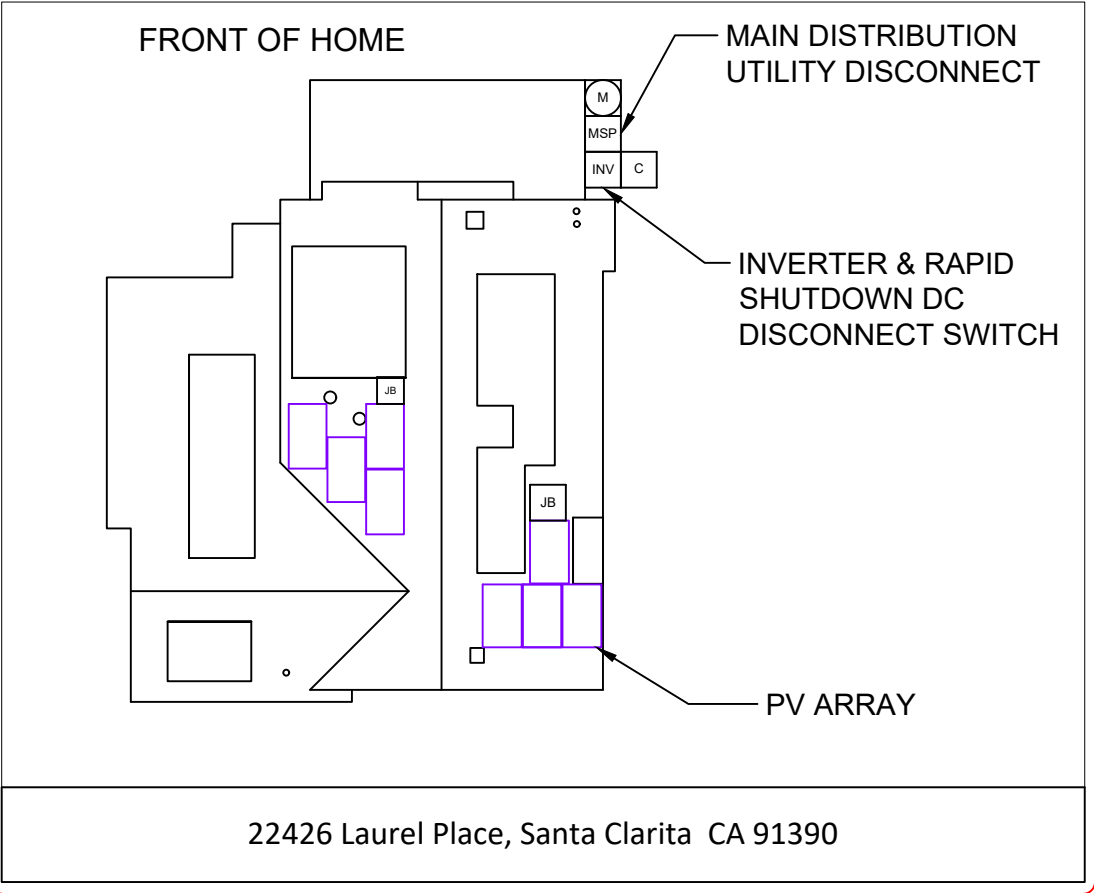 FRONT OF HOME
MAIN DISTRIBUTION
UTILITY DISCONNECT
M
MSP
INV
C
INVERTER & RAPID
SHUTDOWN DC
DISCONNECT SWITCH
JB
JB
PV ARRAY
22426 Laurel Place, Santa Clarita  CA 91390